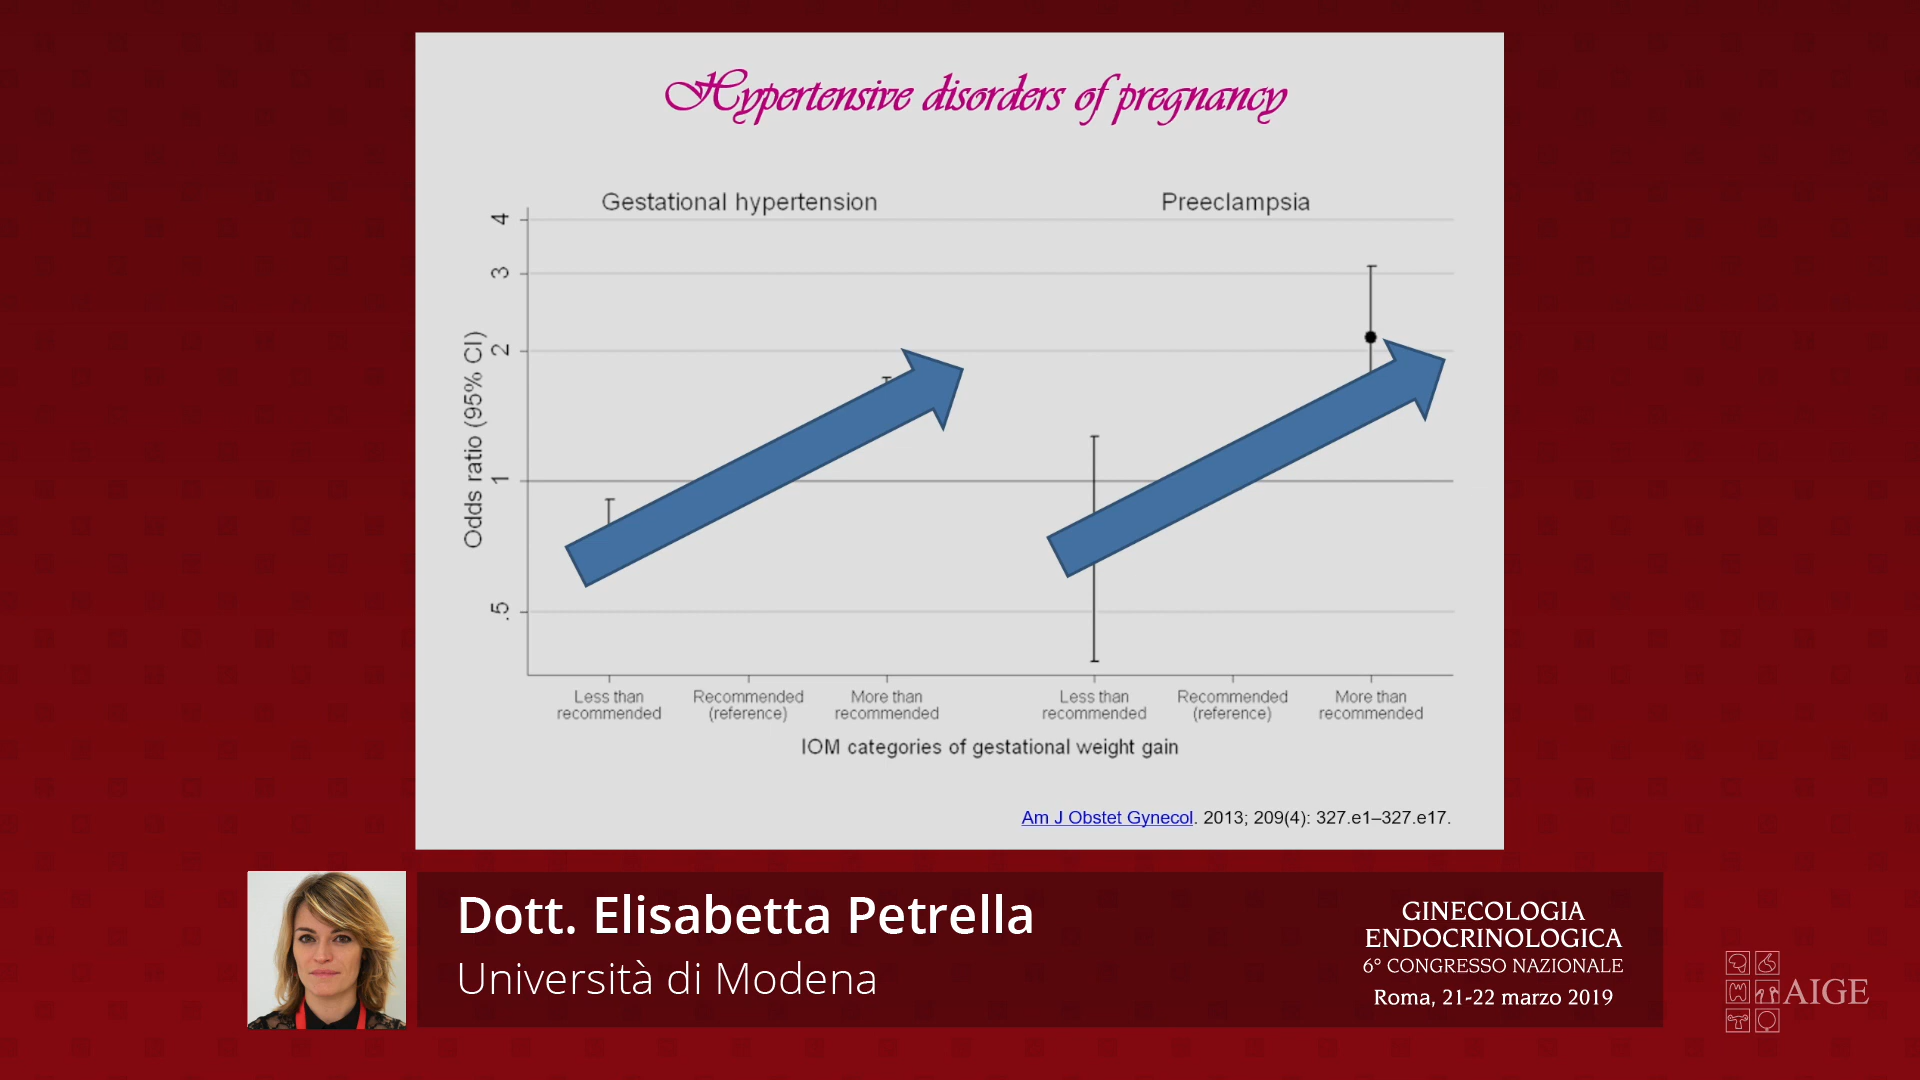 Hypertensive disorders of pregnancy
Gestational hypertension
Preeclampsia
4
3
2
1
.5
Odds ratio (95% CI)
Less than
recommended
Recommended
(reference)
More than
recommended
Less than
recommended
Recommended
(reference)
More than
recommended
IOM categories of gestational weight gain
Am J Obstet Gynecol. 2013; 209(4): 327.e1–327.e17.
Dott. Elisabetta Petrella
Università di Modena
GINECOLOGIA
ENDOCRINOLOGICA
6° CONGRESSO NAZIONALE
Roma, 21-22 marzo 2019
AIGE